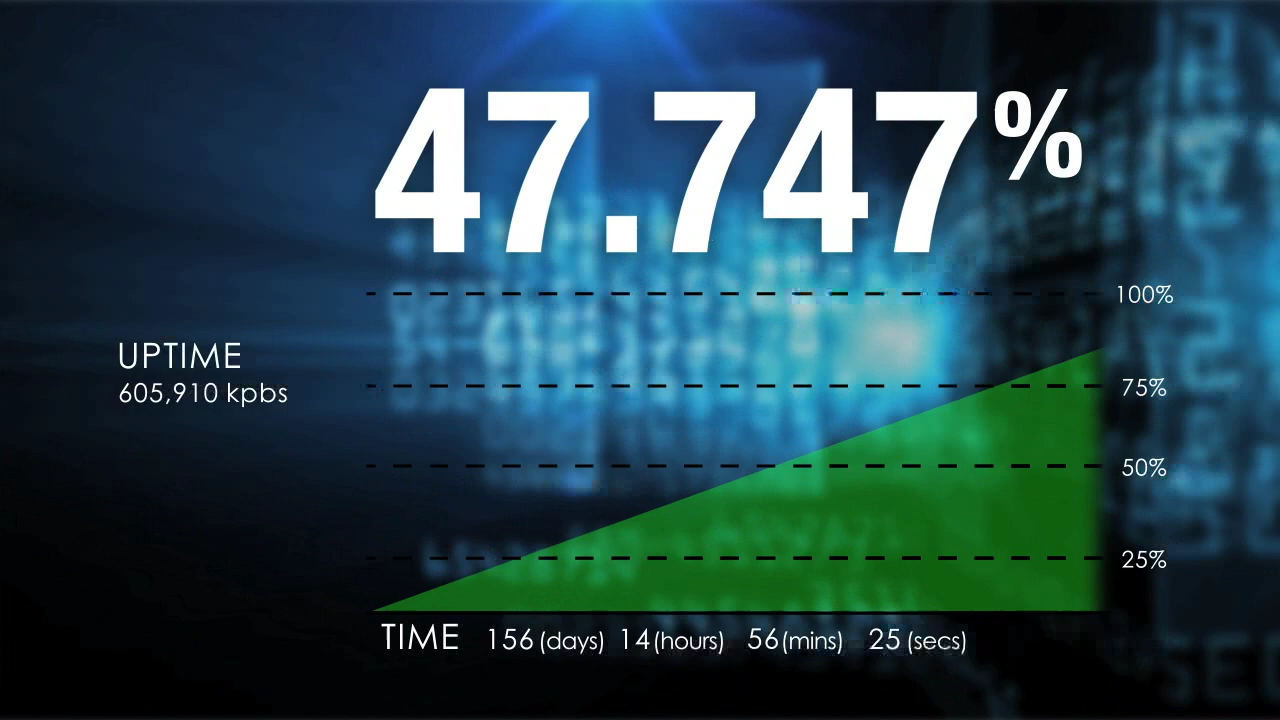 47.747%
100%
UPTIME
605,910 kpbs
75%
50%
25%
TIME 156 (days) 14 (hours) 56 (mins) 25 (secs)